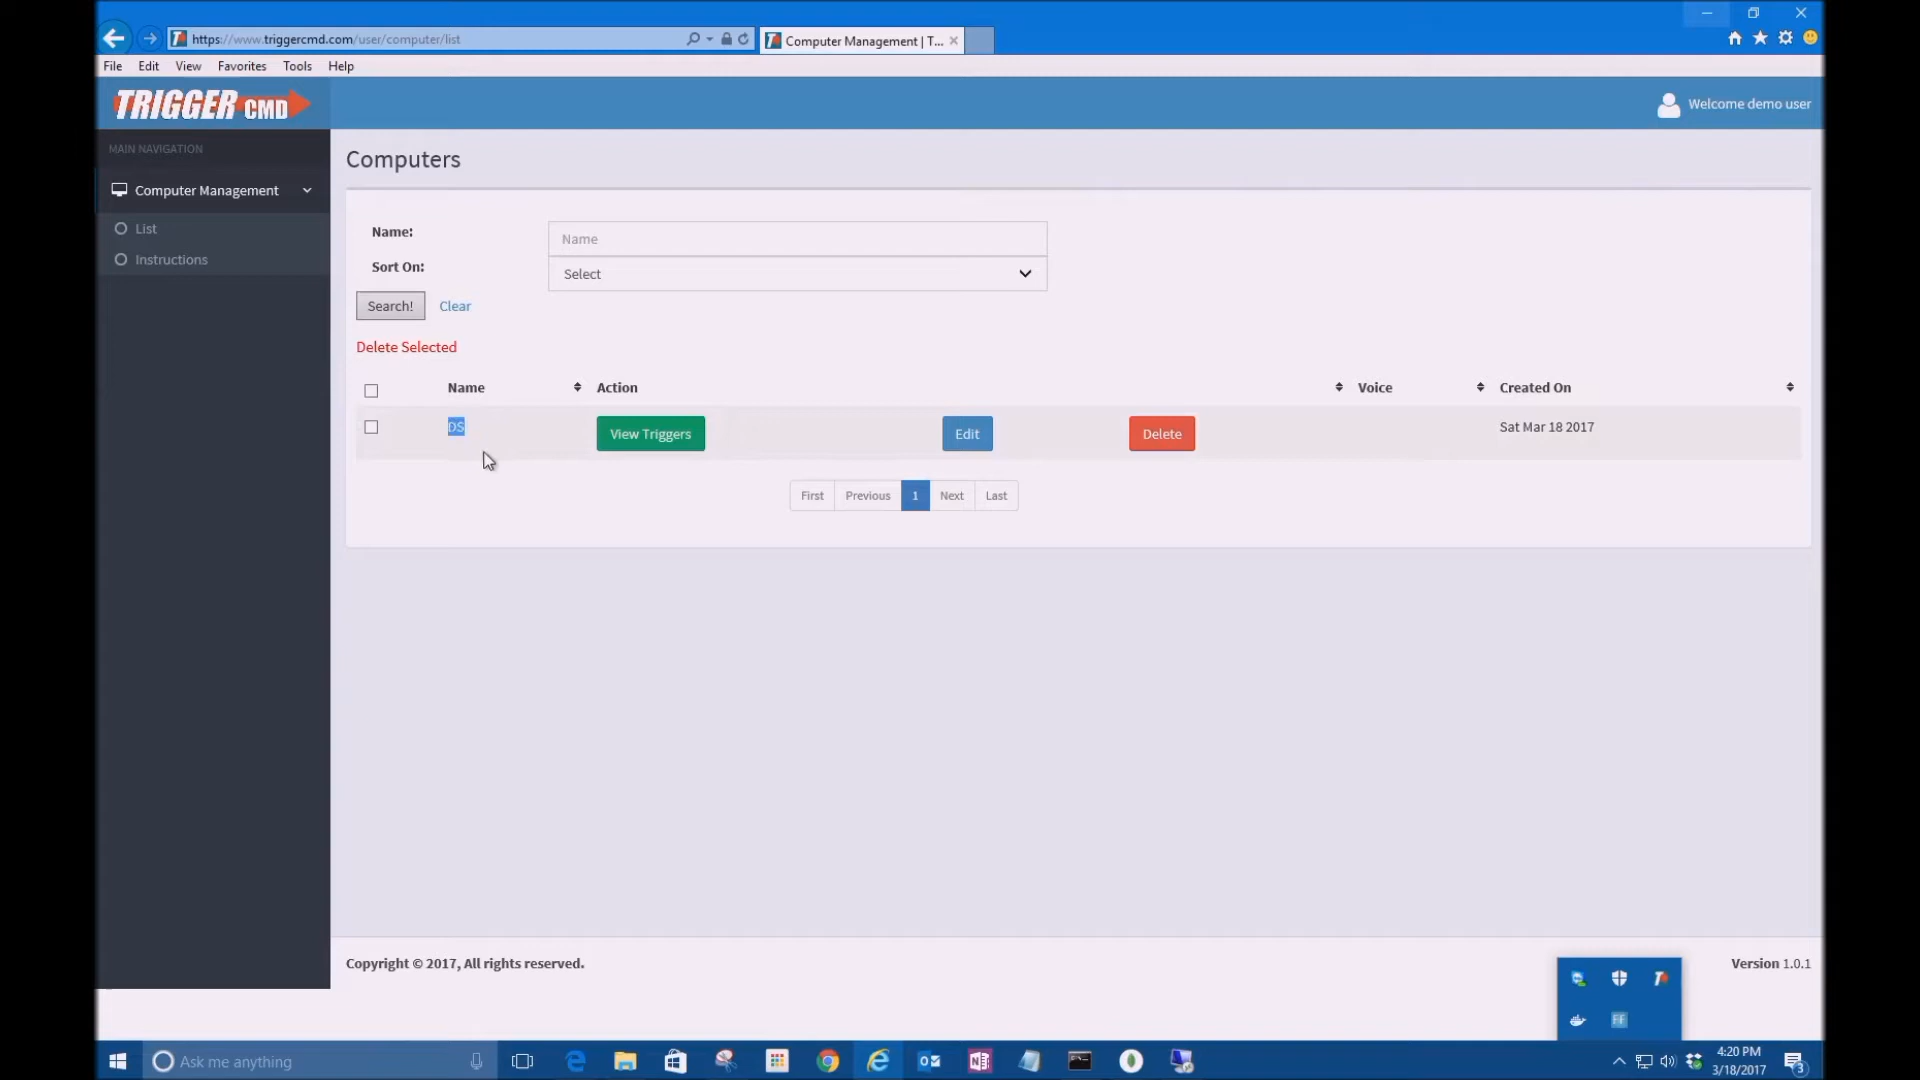 https://www.triggercmd.com/user/computer/list
Computer Management | T...
File Edit View Favorites Tools Help
TRIGGER CMD
Welcome demo user
MAIN NAVIGATION
Computer Management
List
Instructions
Computers
Name:
Name
Sort On:
Select
Search! Clear
Delete Selected
Name Action Voice Created On
DS View Triggers Edit Delete Sat Mar 18 2017
First Previous 1 Next Last
Copyright © 2017, All rights reserved.
Version 1.0.1
FF
Ask me anything
4:20 PM
3/18/2017
3